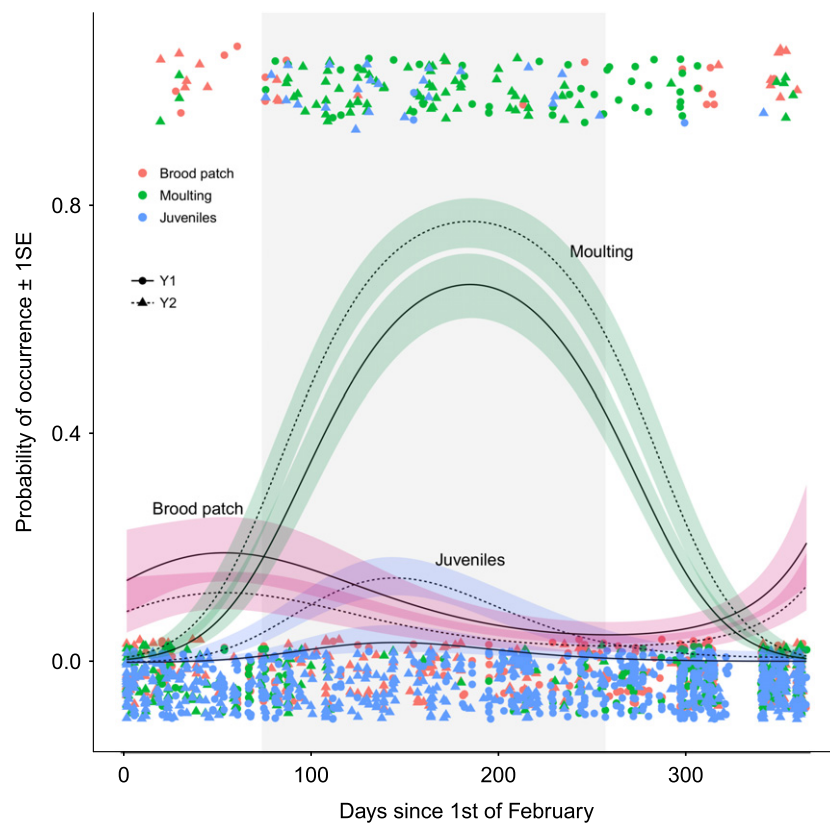 Brood patch
Moulting
Juveniles
Y1
Y2
Moulting
Brood patch
Juveniles
0.8
0.4
0.0
0 100 200 300
Days since 1st of February
Probability of occurrence ± 1SE